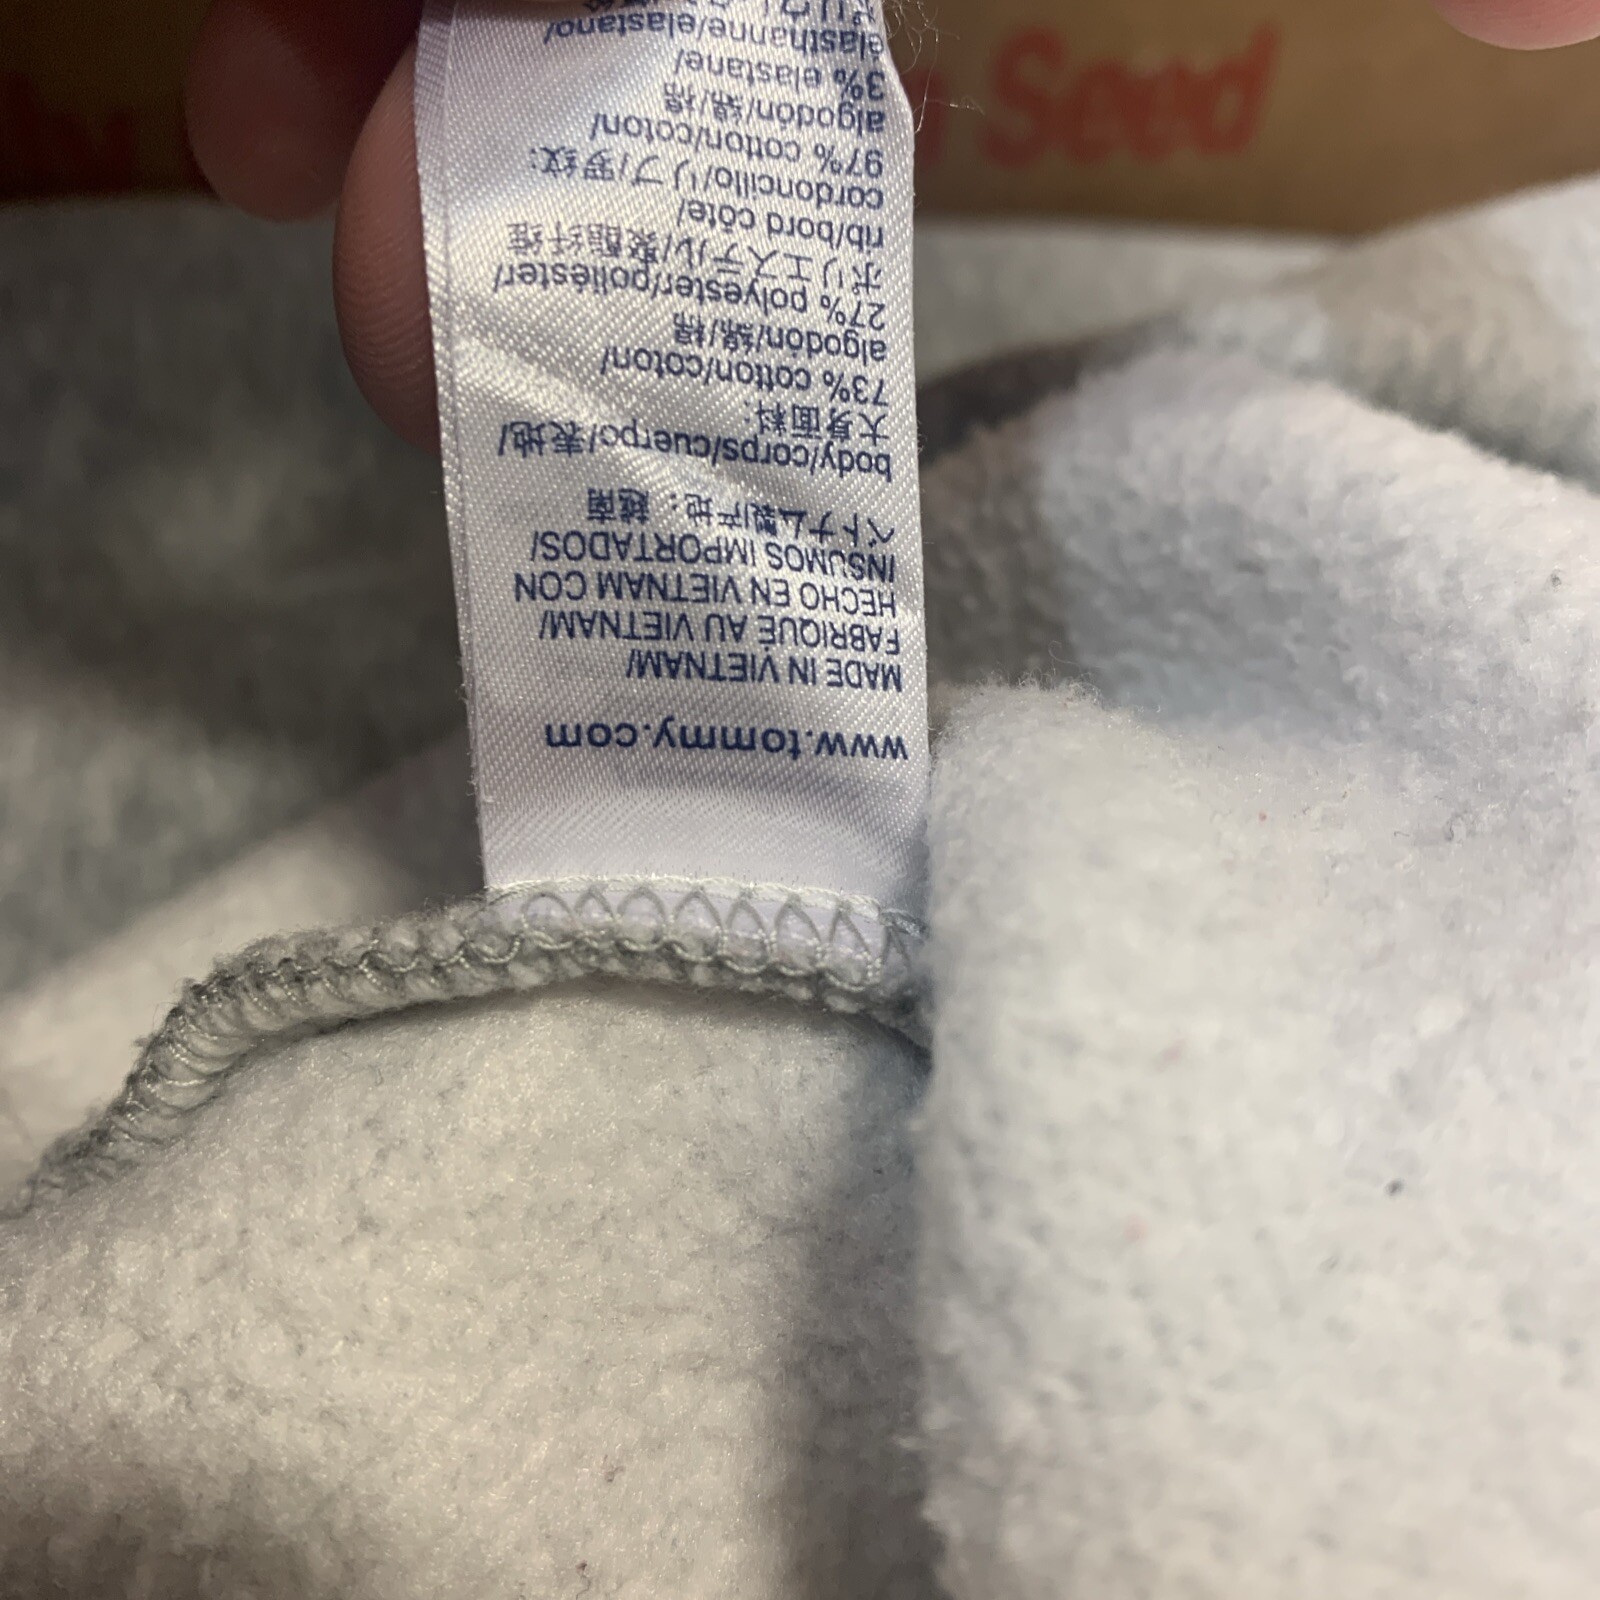 www.tommy.com
MADE IN VIETNAM/
FABRIQUÉ AU VIETNAM/
HECHO EN VIETNAM CON
INSUMOS IMPORTADOS/
ベトナム製/产地：越南
body/corps/cuerpo/表地/
大身面料:
73% cotton/coton/
algodón/綿/棉
27% polyester/poliéster/
ポリエステル/聚酯纤维
rib/bord côte/
cordoncillo/リブ/罗纹:
97% cotton/coton/
algodón/綿/棉
3% elastane/
élasthanne/elastano/
Seed